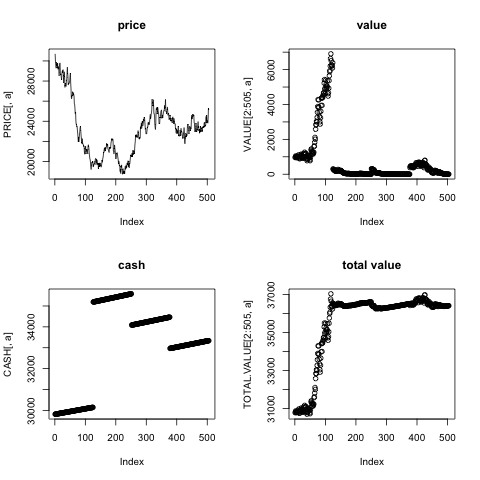 price
PRICE[, a]
20000 24000 28000
0 100 200 300 400 500
Index
value
VALUE[2:505, a]
0 2000 4000 6000
0 100 200 300 400 500
Index
cash
CASH[, a]
30000 32000 34000
0 100 200 300 400 500
Index
total value
TOTAL.VALUE[2:505, a]
31000 33000 35000 37000
0 100 200 300 400 500
Index